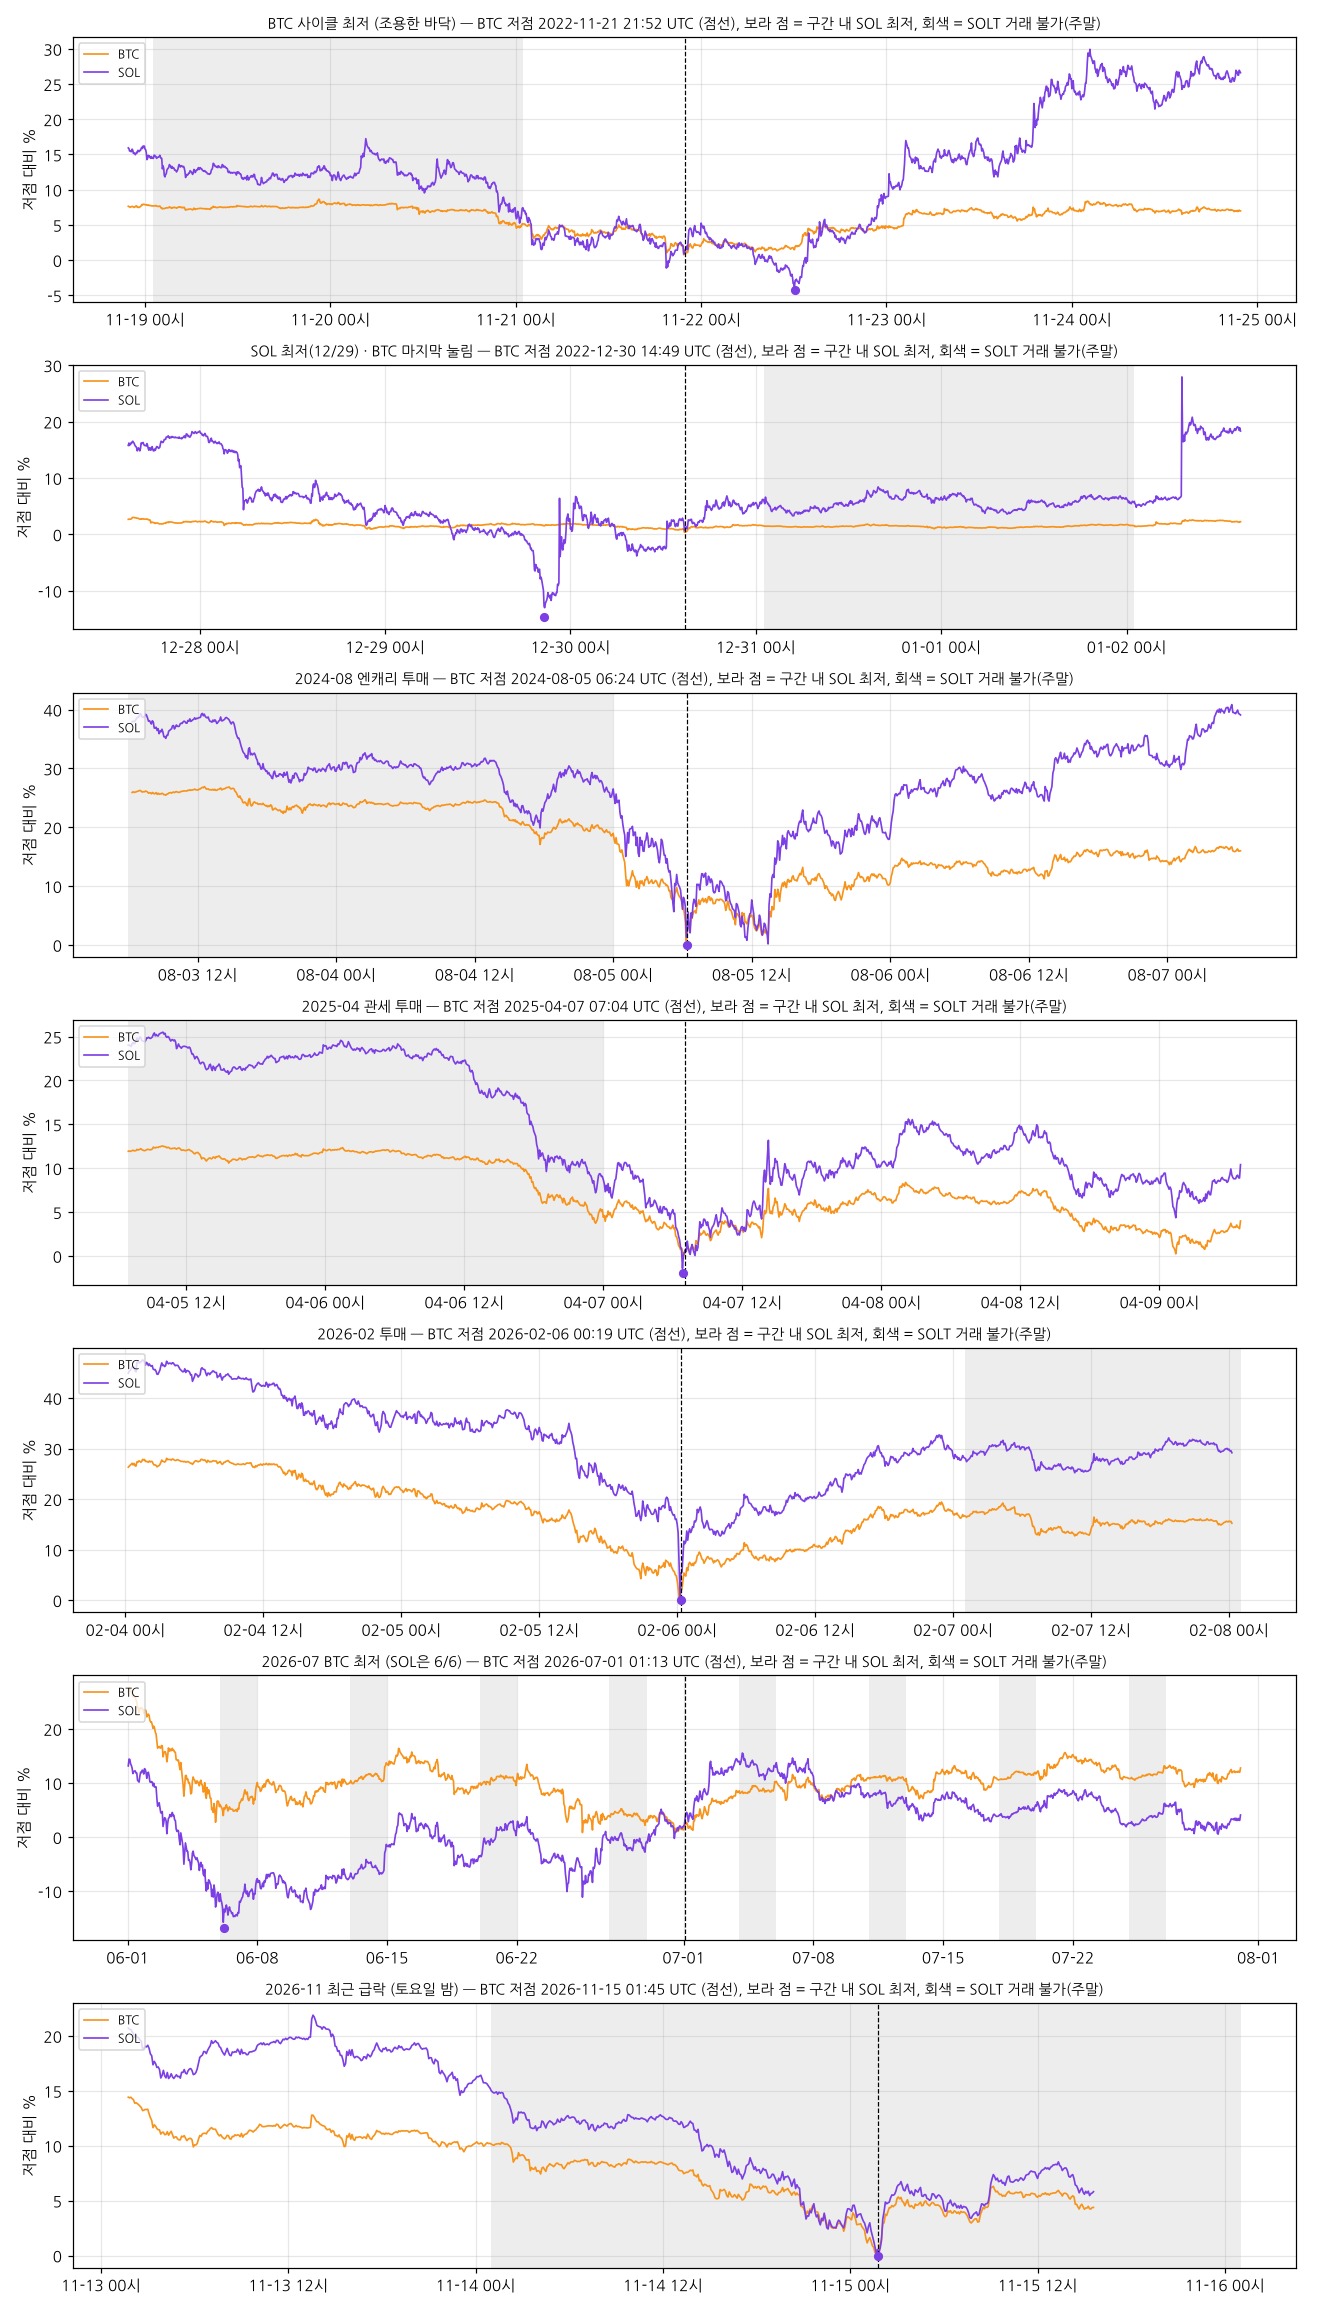 BTC 사이클 최저 (조용한 바닥) — BTC 저점 2022-11-21 21:52 UTC (점선), 보라 점 = 구간 내 SOL 최저, 회색 = SOLT 거래 불가(주말)
BTC
SOL
저점 대비 %
30
25
20
15
10
5
0
-5
11-19 00시
11-20 00시
11-21 00시
11-22 00시
11-23 00시
11-24 00시
11-25 00시
SOL 최저(12/29) · BTC 마지막 눌림 — BTC 저점 2022-12-30 14:49 UTC (점선), 보라 점 = 구간 내 SOL 최저, 회색 = SOLT 거래 불가(주말)
BTC
SOL
저점 대비 %
30
20
10
0
-10
12-28 00시
12-29 00시
12-30 00시
12-31 00시
01-01 00시
01-02 00시
2024-08 엔캐리 투매 — BTC 저점 2024-08-05 06:24 UTC (점선), 보라 점 = 구간 내 SOL 최저, 회색 = SOLT 거래 불가(주말)
BTC
SOL
저점 대비 %
40
30
20
10
0
08-03 12시
08-04 00시
08-04 12시
08-05 00시
08-05 12시
08-06 00시
08-06 12시
08-07 00시
2025-04 관세 투매 — BTC 저점 2025-04-07 07:04 UTC (점선), 보라 점 = 구간 내 SOL 최저, 회색 = SOLT 거래 불가(주말)
BTC
SOL
저점 대비 %
25
20
15
10
5
0
04-05 12시
04-06 00시
04-06 12시
04-07 00시
04-07 12시
04-08 00시
04-08 12시
04-09 00시
2026-02 투매 — BTC 저점 2026-02-06 00:19 UTC (점선), 보라 점 = 구간 내 SOL 최저, 회색 = SOLT 거래 불가(주말)
BTC
SOL
저점 대비 %
40
30
20
10
0
02-04 00시
02-04 12시
02-05 00시
02-05 12시
02-06 00시
02-06 12시
02-07 00시
02-07 12시
02-08 00시
2026-07 BTC 최저 (SOL은 6/6) — BTC 저점 2026-07-01 01:13 UTC (점선), 보라 점 = 구간 내 SOL 최저, 회색 = SOLT 거래 불가(주말)
BTC
SOL
저점 대비 %
20
10
0
-10
06-01
06-08
06-15
06-22
07-01
07-08
07-15
07-22
08-01
2026-11 최근 급락 (토요일 밤) — BTC 저점 2026-11-15 01:45 UTC (점선), 보라 점 = 구간 내 SOL 최저, 회색 = SOLT 거래 불가(주말)
BTC
SOL
저점 대비 %
20
15
10
5
0
11-13 00시
11-13 12시
11-14 00시
11-14 12시
11-15 00시
11-15 12시
11-16 00시